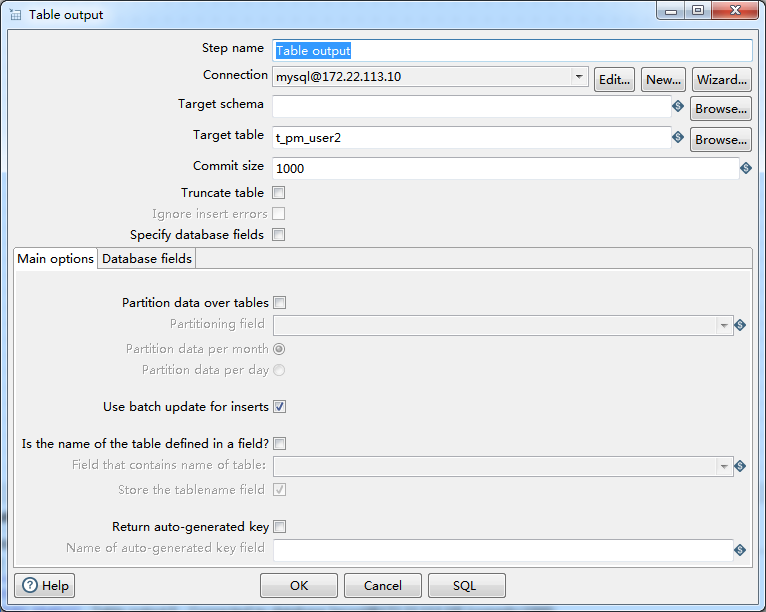 Table output
Step name Table output
Connection mysql@172.22.113.10 Edit... New... Wizard...
Target schema Browse...
Target table t_pm_user2 Browse...
Commit size 1000
Truncate table
Ignore insert errors
Specify database fields
Main options Database fields
Partition data over tables
Partitioning field
Partition data per month
Partition data per day
Use batch update for inserts
Is the name of the table defined in a field?
Field that contains name of table:
Store the tablename field
Return auto-generated key
Name of auto-generated key field
Help OK Cancel SQL